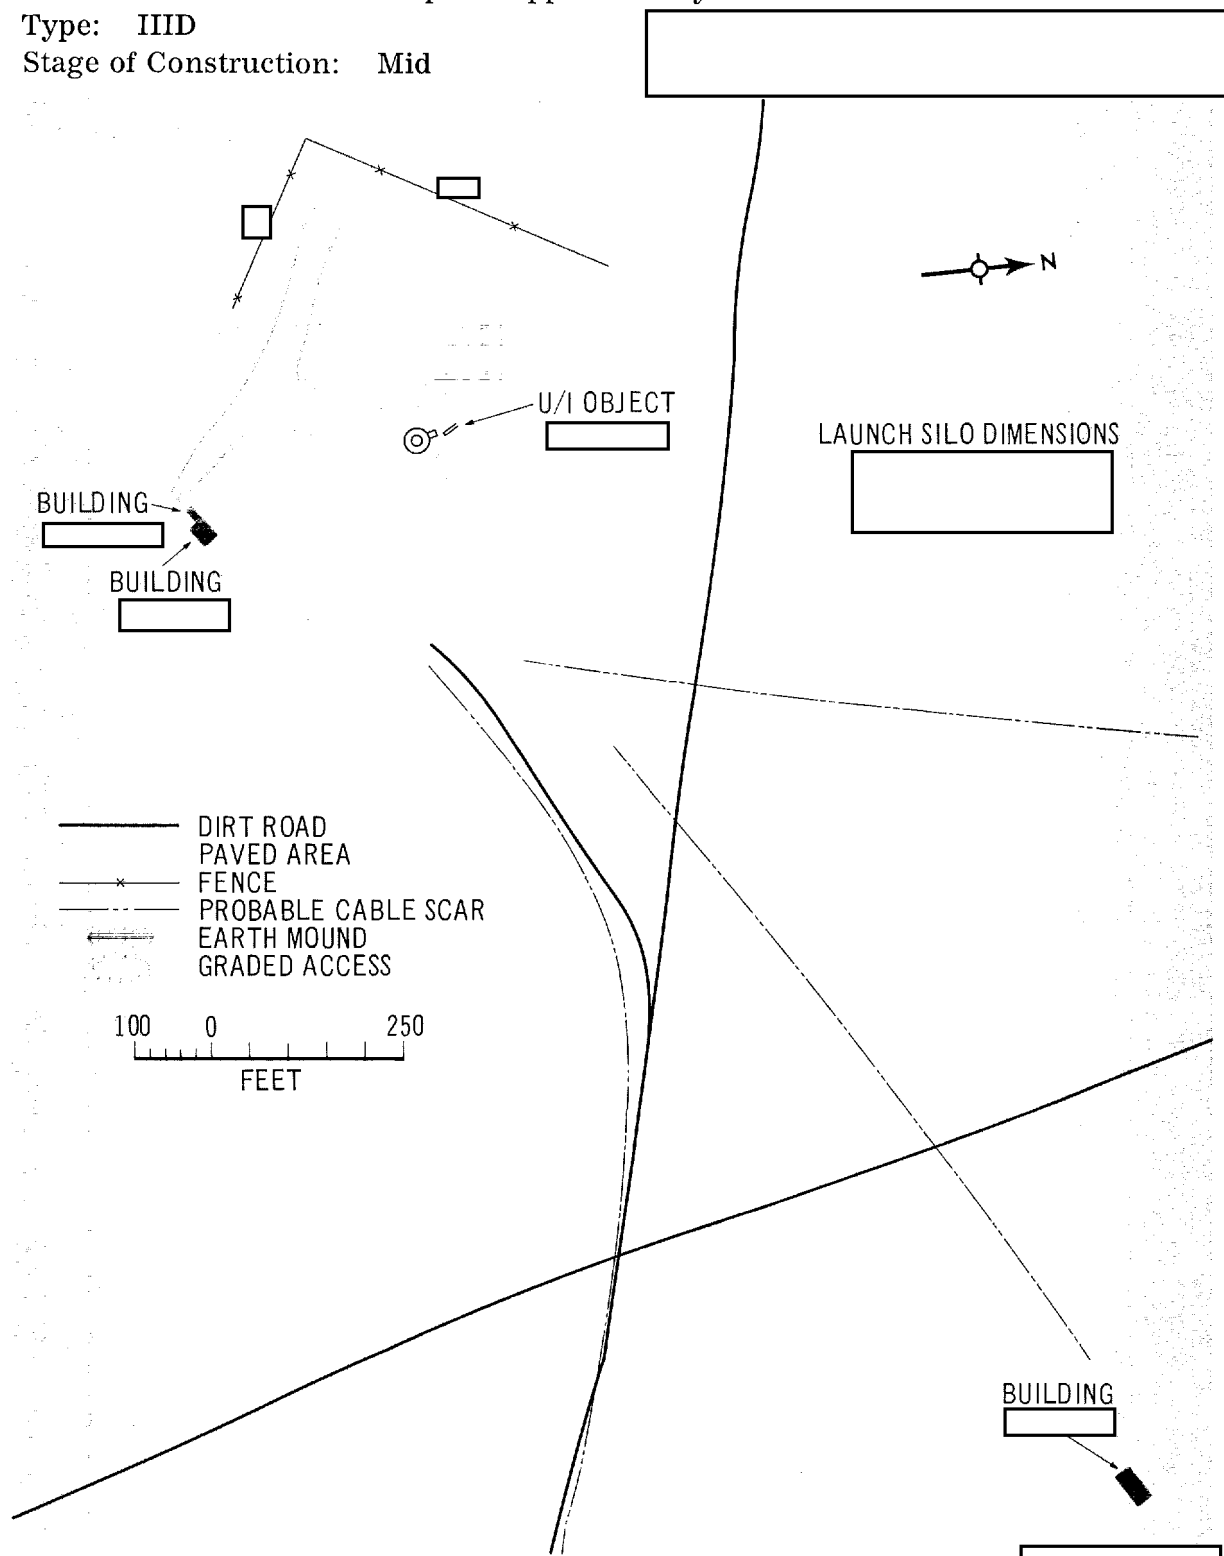 Type: IIID
Stage of Construction: Mid
N
U/I OBJECT
LAUNCH SILO DIMENSIONS
BUILDING
BUILDING
DIRT ROAD
PAVED AREA
FENCE
PROBABLE CABLE SCAR
EARTH MOUND
GRADED ACCESS
100 0 250
FEET
BUILDING